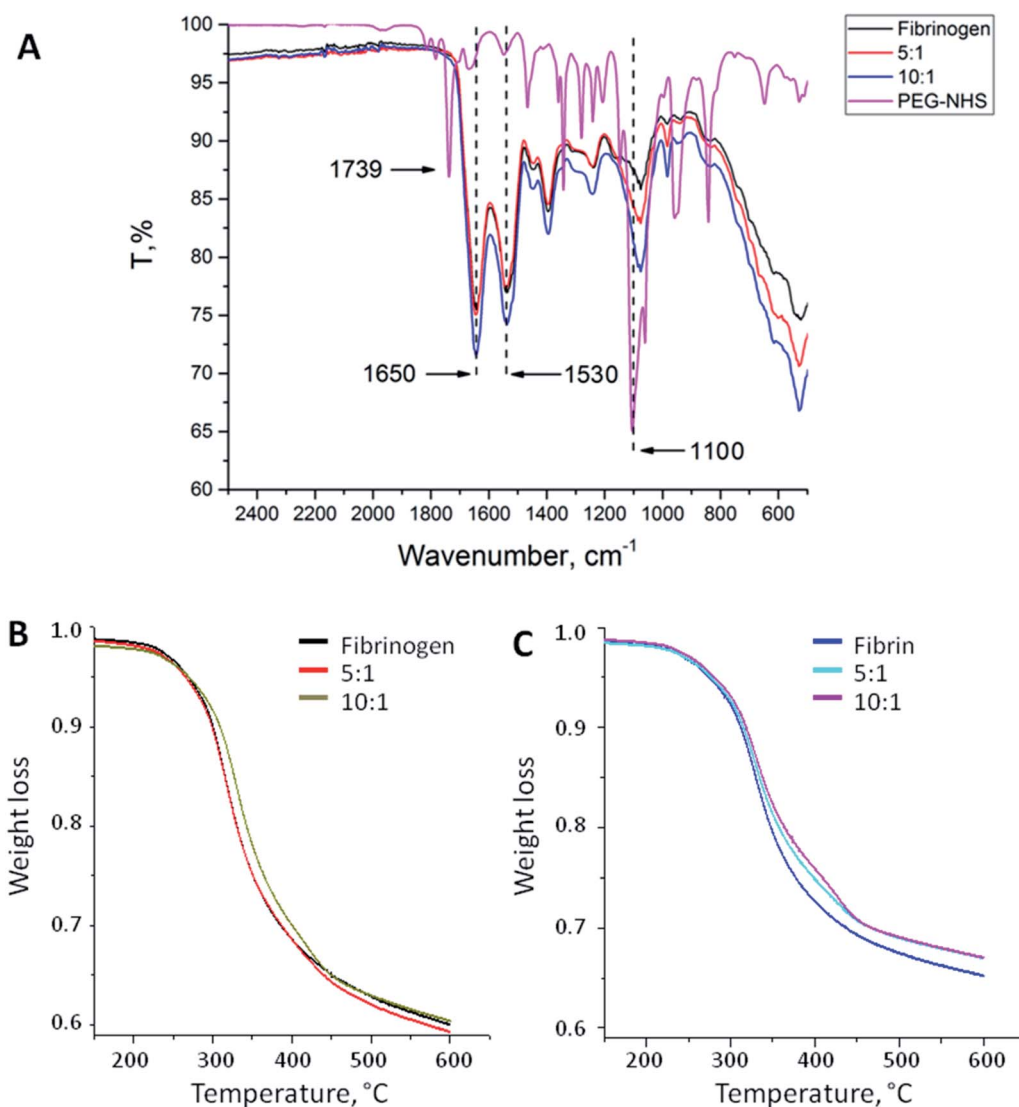 A
100
95
90
85
80
75
70
65
60
T,%
Fibrinogen
5:1
10:1
PEG-NHS
1739
1650
1530
1100
2400 2200 2000 1800 1600 1400 1200 1000 800 600
Wavenumber, cm⁻¹
B
1.0
0.9
0.8
0.7
0.6
Weight loss
Fibrinogen
5:1
10:1
200 300 400 500 600
Temperature, °C
C
1.0
0.9
0.8
0.7
0.6
Weight loss
Fibrin
5:1
10:1
200 300 400 500 600
Temperature, °C